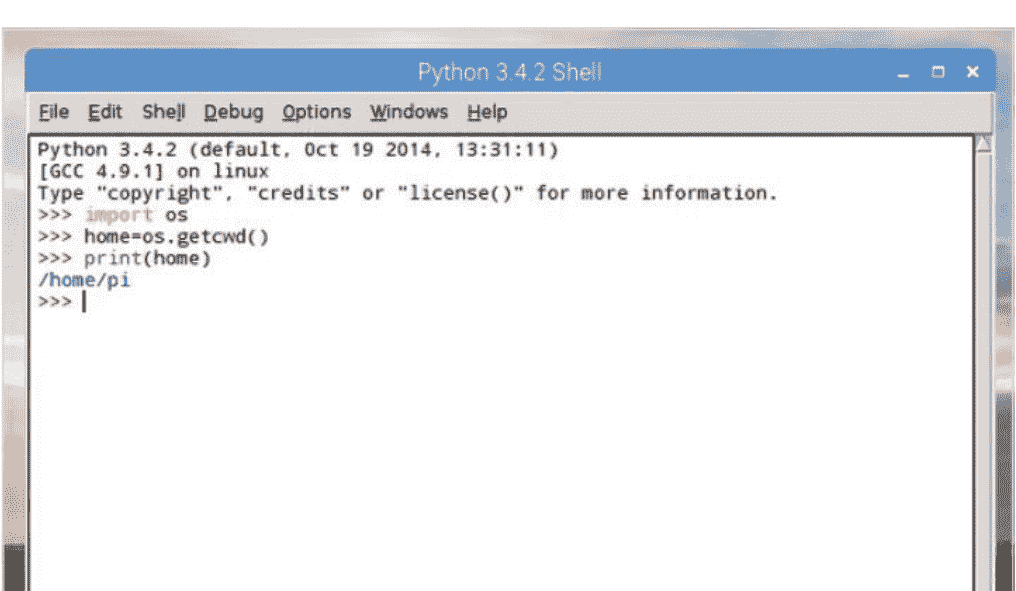 Python 3.4.2 Shell
File Edit Shell Debug Options Windows Help
Python 3.4.2 (default, Oct 19 2014, 13:31:11)
[GCC 4.9.1] on linux
Type "copyright", "credits" or "license()" for more information.
>>> import os
>>> home=os.getcwd()
>>> print(home)
/home/pi
>>>